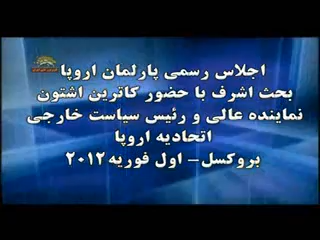 اجلاس رسمی پارلمان اروپا
بحث اشرف با حضور کاترین اشتون
نماینده عالی و رئیس سیاست خارجی
اتحادیه اروپا
بروکسل- اول فوریه ۲۰۱۲